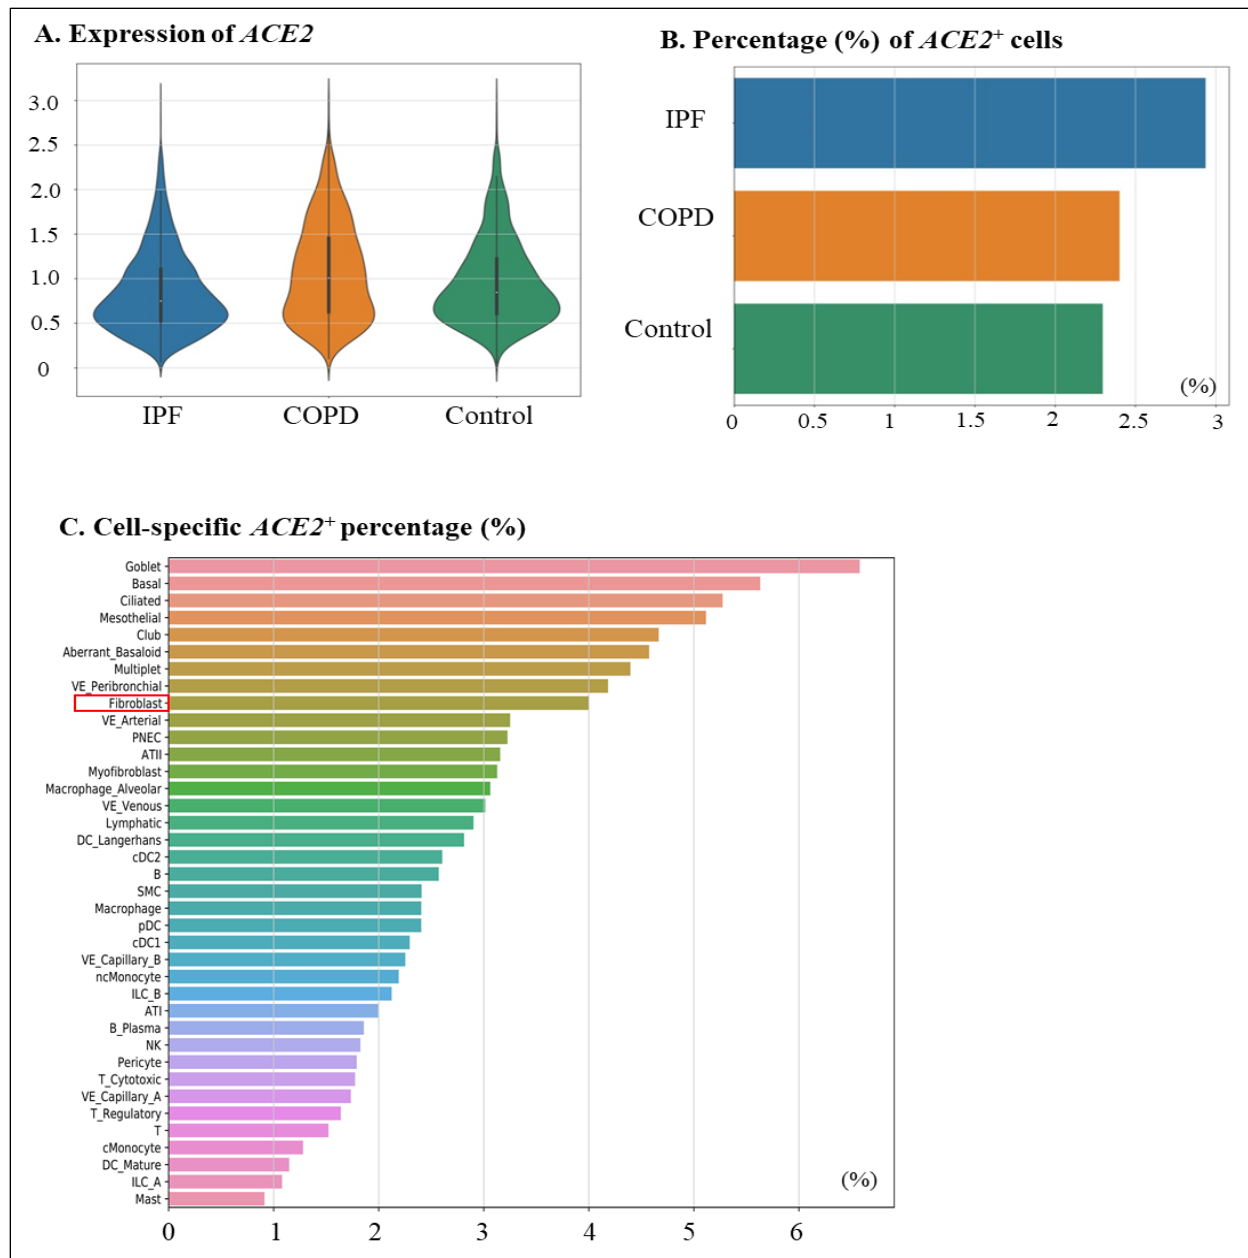 A. Expression of ACE2
3.0
2.5
2.0
1.5
1.0
0.5
0
IPF COPD Control
B. Percentage (%) of ACE2+ cells
IPF
COPD
Control
(%)
0 0.5 1 1.5 2 2.5 3
C. Cell-specific ACE2+ percentage (%)
Goblet
Basal
Ciliated
Mesothelial
Club
Aberrant_Basaloid
Multiplet
VE_Peribronchial
Fibroblast
VE_Arterial
PNEC
ATII
Myofibroblast
Macrophage_Alveolar
VE_Venous
Lymphatic
DC_Langerhans
cDC2
B
SMC
Macrophage
pDC
cDC1
VE_Capillary_B
ncMonocyte
ILC_B
ATI
B_Plasma
NK
Pericyte
T_Cytotoxic
VE_Capillary_A
T_Regulatory
T
cMonocyte
DC_Mature
ILC_A
Mast
(%)
0 1 2 3 4 5 6